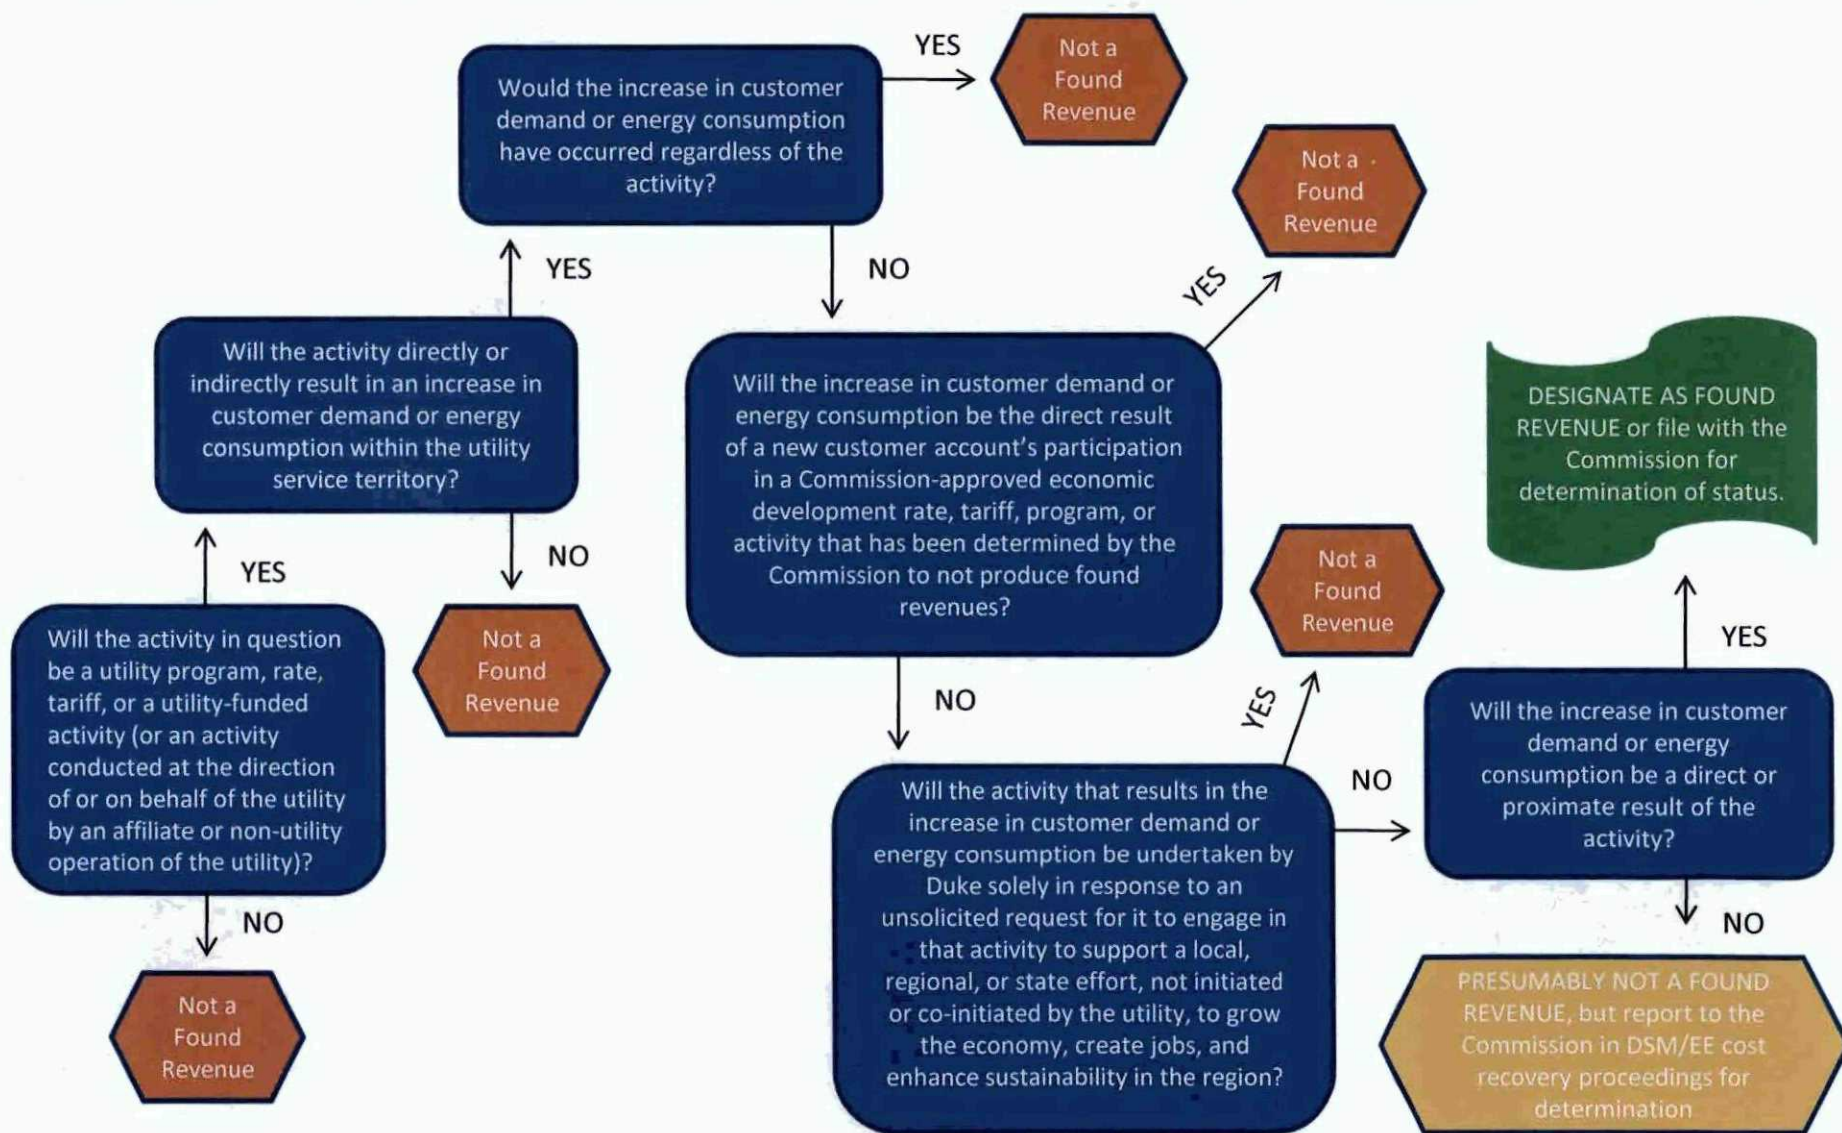 Would the increase in customer
demand or energy consumption
have occurred regardless of the
activity?
YES
Not a
Found
Revenue
YES
NO
YES
Not a
Found
Revenue
Will the activity directly or
indirectly result in an increase in
customer demand or energy
consumption within the utility
service territory?
Will the increase in customer demand or
energy consumption be the direct result
of a new customer account's participation
in a Commission-approved economic
development rate, tariff, program, or
activity that has been determined by the
Commission to not produce found
revenues?
DESIGNATE AS FOUND
REVENUE or file with the
Commission for
determination of status.
YES
NO
Will the activity in question
be a utility program, rate,
tariff, or a utility-funded
activity (or an activity
conducted at the direction
of or on behalf of the utility
by an affiliate or non-utility
operation of the utility)?
Not a
Found
Revenue
NO
YES
Not a
Found
Revenue
YES
NO
Not a
Found
Revenue
Will the activity that results in the
increase in customer demand or
energy consumption be undertaken by
Duke solely in response to an
unsolicited request for it to engage in
that activity to support a local,
regional, or state effort, not initiated
or co-initiated by the utility, to grow
the economy, create jobs, and
enhance sustainability in the region?
NO
Will the increase in customer
demand or energy
consumption be a direct or
proximate result of the
activity?
NO
PRESUMABLY NOT A FOUND
REVENUE, but report to the
Commission in DSM/EE cost
recovery proceedings for
determination